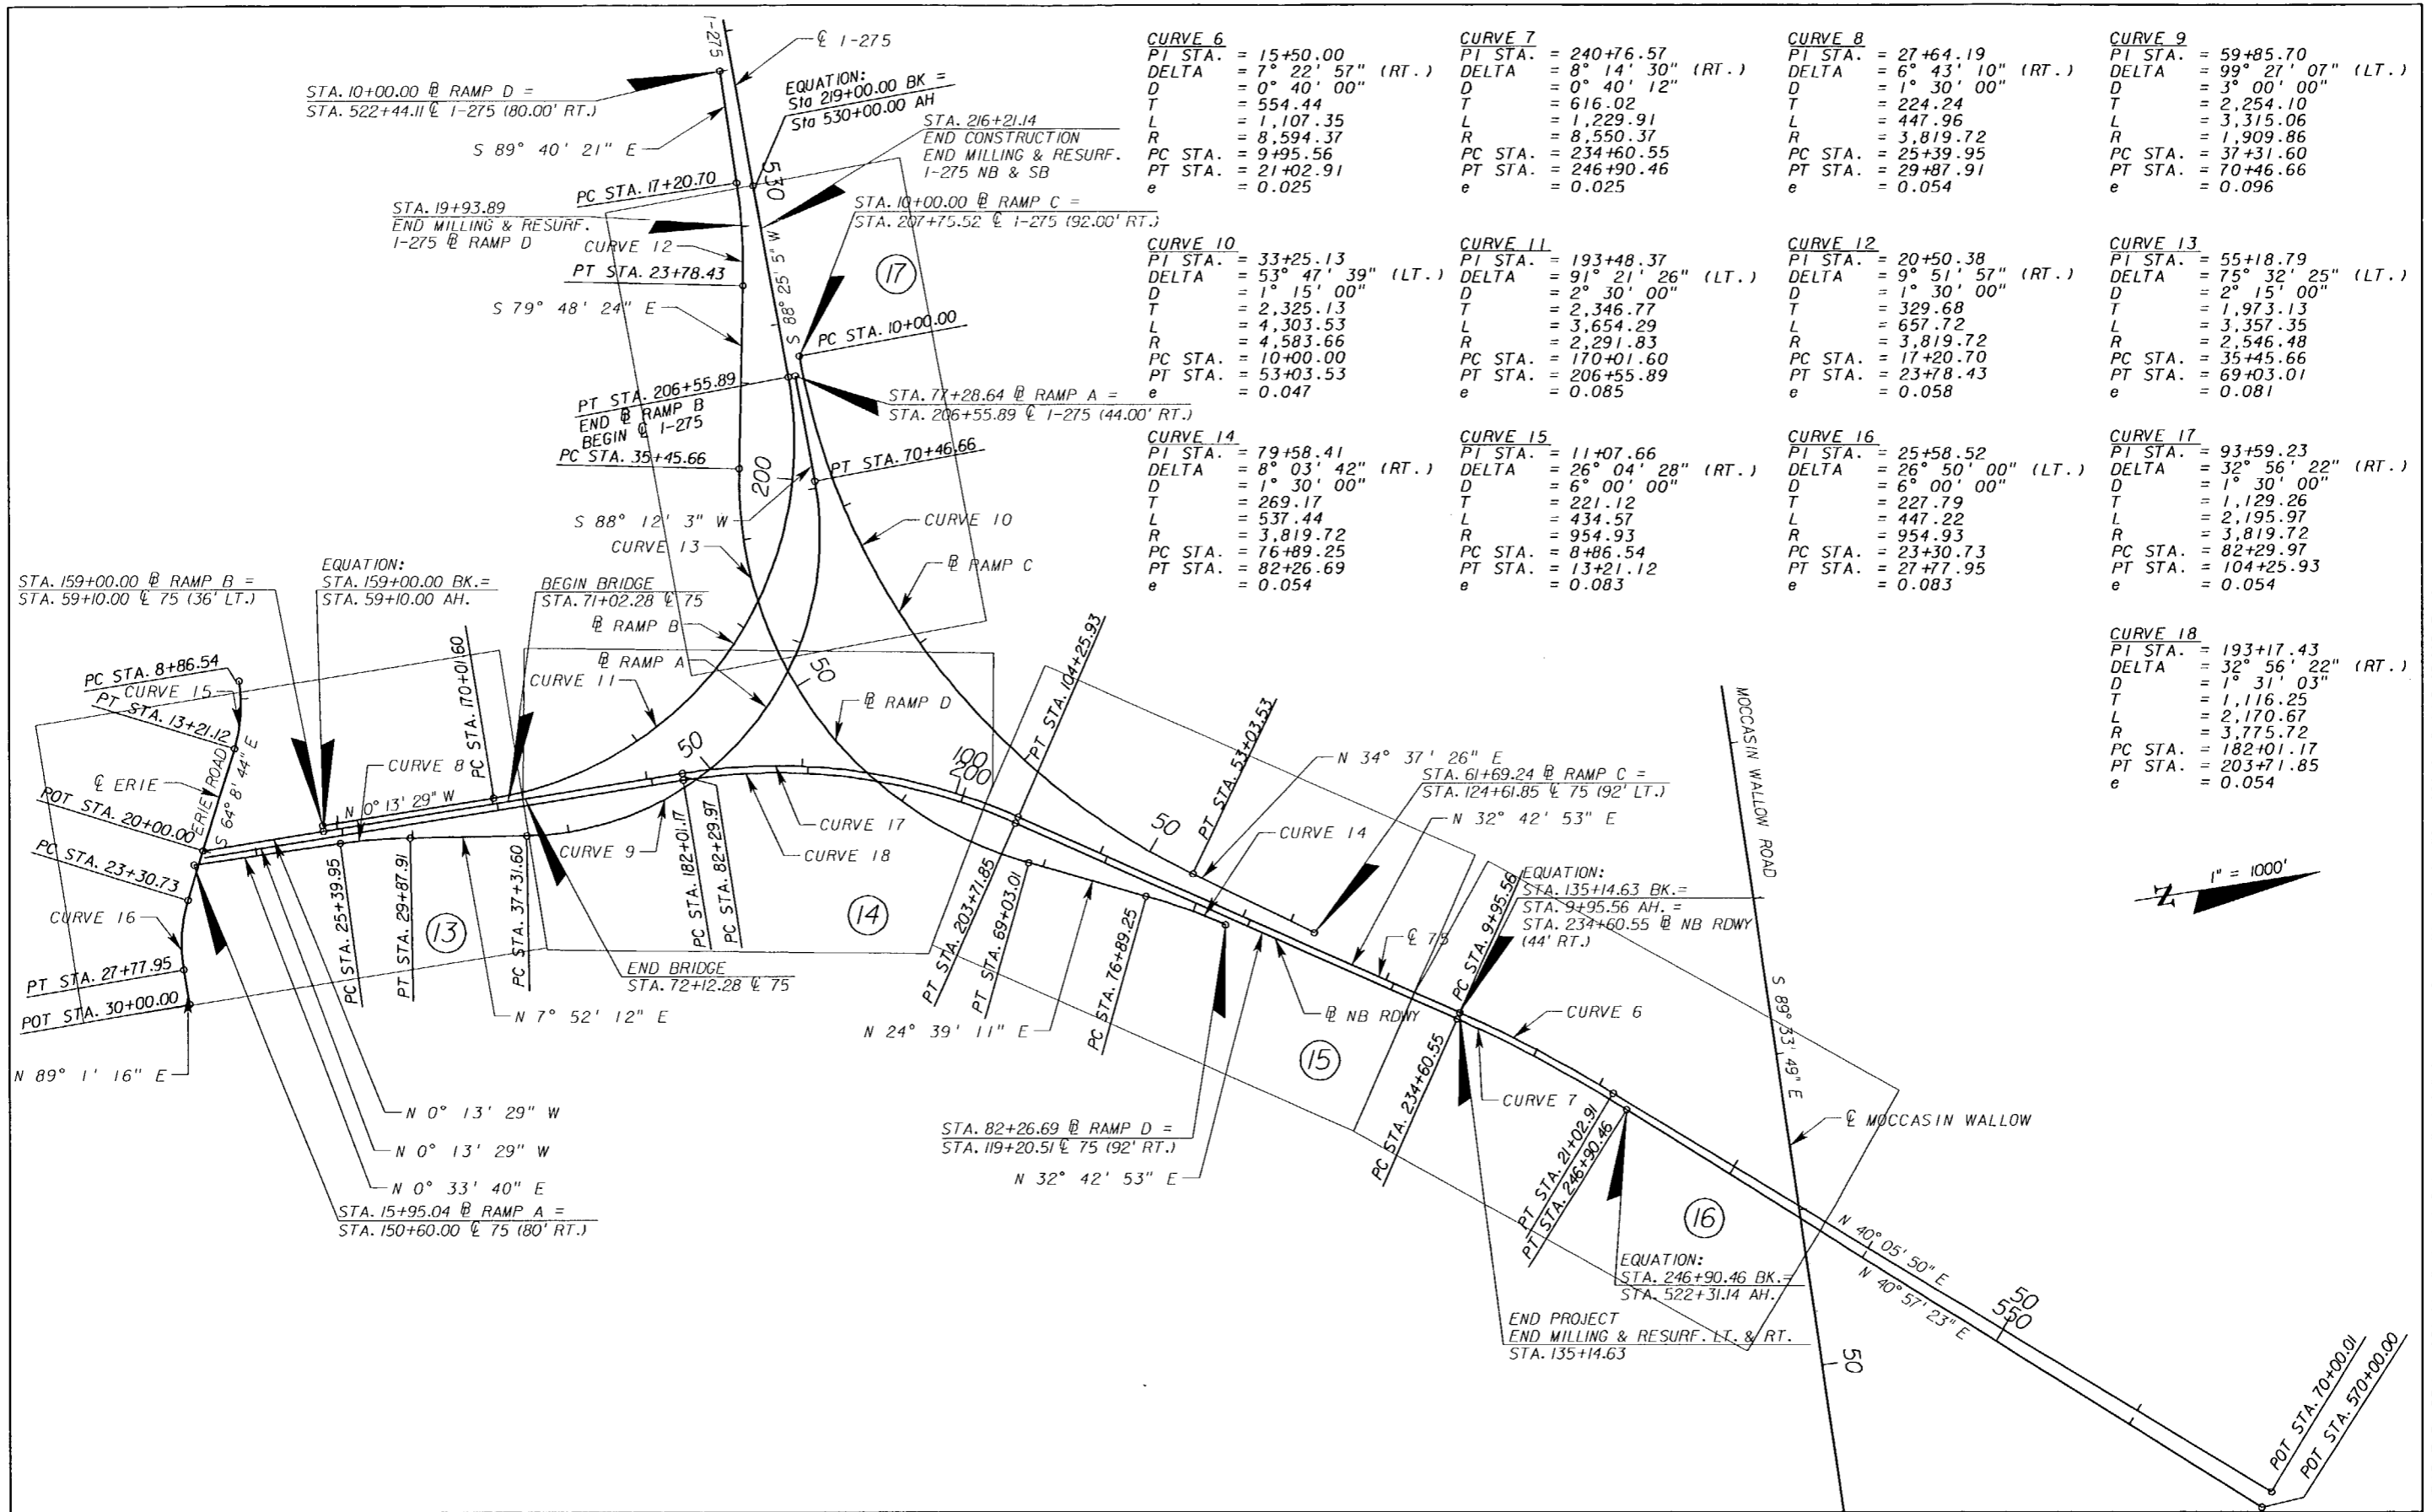 I-275
℄ I-275
STA. 10+00.00 ℄ RAMP D =
STA. 522+44.11 ℄ I-275 (80.00' RT.)
EQUATION:
Sta 219+00.00 BK =
Sta 530+00.00 AH
S 89° 40' 21" E
STA. 216+21.14
END CONSTRUCTION
END MILLING & RESURF.
I-275 NB & SB
PC STA. 17+20.70
530
STA. 19+93.89
END MILLING & RESURF.
I-275 ℄ RAMP D
STA. 10+00.00 ℄ RAMP C =
STA. 207+75.52 ℄ I-275 (92.00' RT.)
CURVE 12
S 88° 25' 5" W
17
PT STA. 23+78.43
S 79° 48' 24" E
PC STA. 10+00.00
PT STA. 206+55.89
END ℄ RAMP B
BEGIN ℄ I-275
STA. 77+28.64 ℄ RAMP A =
STA. 206+55.89 ℄ I-275 (44.00' RT.)
PC STA. 35+45.66
200
PT STA. 70+46.66
S 88° 12' 3" W
CURVE 10
CURVE 13
℄ RAMP C
CURVE 6
PI STA. = 15+50.00
DELTA = 7° 22' 57" (RT.)
D = 0° 40' 00"
T = 554.44
L = 1,107.35
R = 8,594.37
PC STA. = 9+95.56
PT STA. = 21+02.91
e = 0.025
CURVE 7
PI STA. = 240+76.57
DELTA = 8° 14' 30" (RT.)
D = 0° 40' 12"
T = 616.02
L = 1,229.91
R = 8,550.37
PC STA. = 234+60.55
PT STA. = 246+90.46
e = 0.025
CURVE 8
PI STA. = 27+64.19
DELTA = 6° 43' 10" (RT.)
D = 1° 30' 00"
T = 224.24
L = 447.96
R = 3,819.72
PC STA. = 25+39.95
PT STA. = 29+87.91
e = 0.054
CURVE 9
PI STA. = 59+85.70
DELTA = 99° 27' 07" (LT.)
D = 3° 00' 00"
T = 2,254.10
L = 3,315.06
R = 1,909.86
PC STA. = 37+31.60
PT STA. = 70+46.66
e = 0.096
CURVE 10
PI STA. = 33+25.13
DELTA = 53° 47' 39" (LT.)
D = 1° 15' 00"
T = 2,325.13
L = 4,303.53
R = 4,583.66
PC STA. = 10+00.00
PT STA. = 53+03.53
e = 0.047
CURVE 11
PI STA. = 193+48.37
DELTA = 91° 21' 26" (LT.)
D = 2° 30' 00"
T = 2,346.77
L = 3,654.29
R = 2,291.83
PC STA. = 170+01.60
PT STA. = 206+55.89
e = 0.085
CURVE 12
PI STA. = 20+50.38
DELTA = 9° 51' 57" (RT.)
D = 1° 30' 00"
T = 329.68
L = 657.72
R = 3,819.72
PC STA. = 17+20.70
PT STA. = 23+78.43
e = 0.058
CURVE 13
PI STA. = 55+18.79
DELTA = 75° 32' 25" (LT.)
D = 2° 15' 00"
T = 1,973.13
L = 3,357.35
R = 2,546.48
PC STA. = 35+45.66
PT STA. = 69+03.01
e = 0.081
CURVE 14
PI STA. = 79+58.41
DELTA = 8° 03' 42" (RT.)
D = 1° 30' 00"
T = 269.17
L = 537.44
R = 3,819.72
PC STA. = 76+89.25
PT STA. = 82+26.69
e = 0.054
CURVE 15
PI STA. = 11+07.66
DELTA = 26° 04' 28" (RT.)
D = 6° 00' 00"
T = 221.12
L = 434.57
R = 954.93
PC STA. = 8+86.54
PT STA. = 13+21.12
e = 0.083
CURVE 16
PI STA. = 25+58.52
DELTA = 26° 50' 00" (LT.)
D = 6° 00' 00"
T = 227.79
L = 447.22
R = 954.93
PC STA. = 23+30.73
PT STA. = 27+77.95
e = 0.083
CURVE 17
PI STA. = 93+59.23
DELTA = 32° 56' 22" (RT.)
D = 1° 30' 00"
T = 1,129.26
L = 2,195.97
R = 3,819.72
PC STA. = 82+29.97
PT STA. = 104+25.93
e = 0.054
CURVE 18
PI STA. = 193+17.43
DELTA = 32° 56' 22" (RT.)
D = 1° 31' 03"
T = 1,116.25
L = 2,170.67
R = 3,775.72
PC STA. = 182+01.17
PT STA. = 203+71.85
e = 0.054
STA. 159+00.00 ℄ RAMP B =
STA. 59+10.00 ℄ 75 (36' LT.)
EQUATION:
STA. 159+00.00 BK.=
STA. 59+10.00 AH.
BEGIN BRIDGE
STA. 71+02.28 ℄ 75
℄ RAMP B
℄ RAMP A
CURVE 11
50
℄ RAMP D
PC STA. 8+86.54
CURVE 15
PT STA. 13+21.12
℄ ERIE
ERIE ROAD
S 64° 8' 44" E
POT STA. 20+00.00
PC STA. 23+30.73
CURVE 16
PT STA. 27+77.95
POT STA. 30+00.00
N 89° 1' 16" E
CURVE 8
N 0° 13' 29" W
PC STA. 170+01.60
50
PC STA. 25+39.95
PT STA. 29+87.91
13
PC STA. 37+31.60
CURVE 9
PC STA. 182+01.17
PC STA. 82+29.97
END BRIDGE
STA. 72+12.28 ℄ 75
N 7° 52' 12" E
N 0° 13' 29" W
N 0° 13' 29" W
N 0° 33' 40" E
STA. 15+95.04 ℄ RAMP A =
STA. 150+60.00 ℄ 75 (80' RT.)
100
200
PT STA. 104+25.93
CURVE 17
CURVE 18
14
PT STA. 203+71.85
PT STA. 69+03.01
N 24° 39' 11" E
PC STA. 76+89.25
50
PT STA. 53+03.53
N 34° 37' 26" E
STA. 61+69.24 ℄ RAMP C =
STA. 124+61.85 ℄ 75 (92' LT.)
N 32° 42' 53" E
CURVE 14
℄ 75
℄ NB RDWY
15
STA. 82+26.69 ℄ RAMP D =
STA. 119+20.51 ℄ 75 (92' RT.)
N 32° 42' 53" E
PC STA. 9+95.56
EQUATION:
STA. 135+14.63 BK.=
STA. 9+95.56 AH. =
STA. 234+60.55 ℄ NB RDWY
(44' RT.)
CURVE 6
PC STA. 234+60.55
CURVE 7
PT STA. 21+02.91
PT STA. 246+90.46
16
EQUATION:
STA. 246+90.46 BK.=
STA. 522+31.14 AH.
END PROJECT
END MILLING & RESURF. LT. & RT.
STA. 135+14.63
MOCCASIN WALLOW ROAD
S 89° 33' 49" E
℄ MOCCASIN WALLOW
50
N
1" = 1000'
N 40° 05' 50" E
N 40° 57' 23" E
50
550
POT STA. 70+00.01
POT STA. 570+00.00